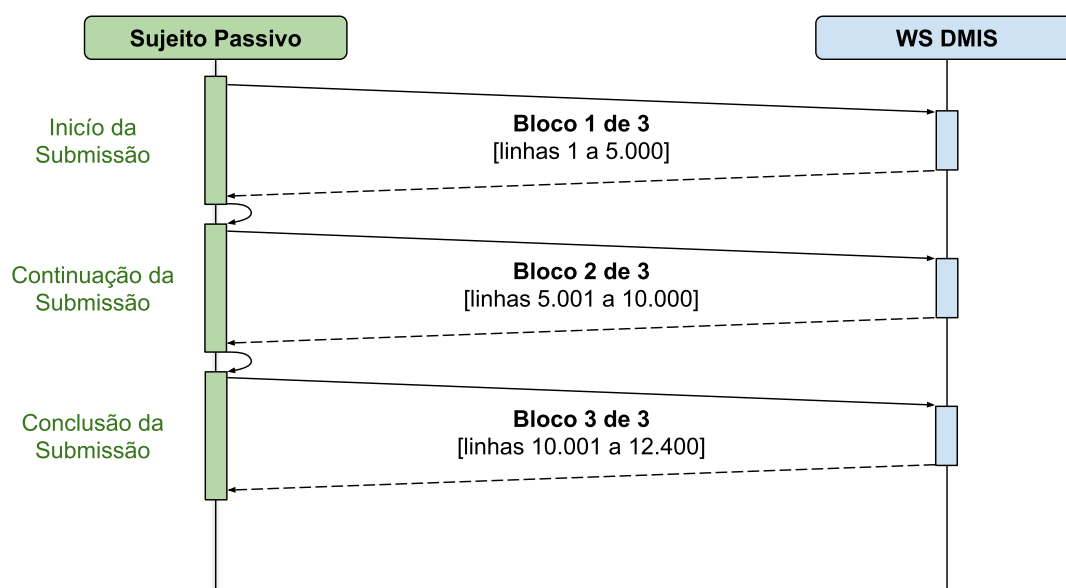 Sujeito Passivo
WS DMIS
Inicío da
Submissão
Bloco 1 de 3
[linhas 1 a 5.000]
Continuação da
Submissão
Bloco 2 de 3
[linhas 5.001 a 10.000]
Conclusão da
Submissão
Bloco 3 de 3
[linhas 10.001 a 12.400]